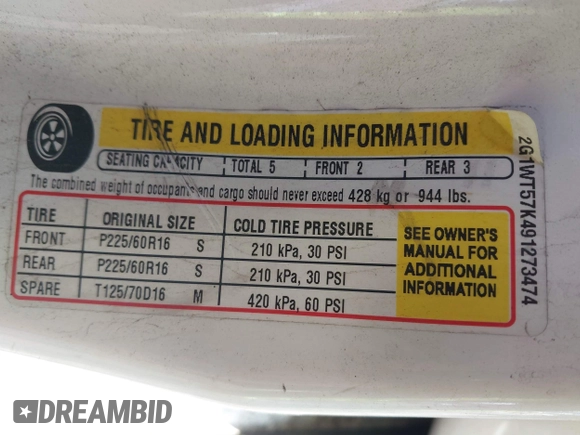 TIRE AND LOADING INFORMATION
SEATING CAPACITY TOTAL 5 FRONT 2 REAR 3
The combined weight of occupants and cargo should never exceed 428 kg or 944 lbs.
TIRE ORIGINAL SIZE COLD TIRE PRESSURE
FRONT P225/60R16 S 210 kPa, 30 PSI
REAR P225/60R16 S 210 kPa, 30 PSI
SPARE T125/70D16 M 420 kPa, 60 PSI
SEE OWNER'S
MANUAL FOR
ADDITIONAL
INFORMATION
2G1WT57K491273474
DREAMBID